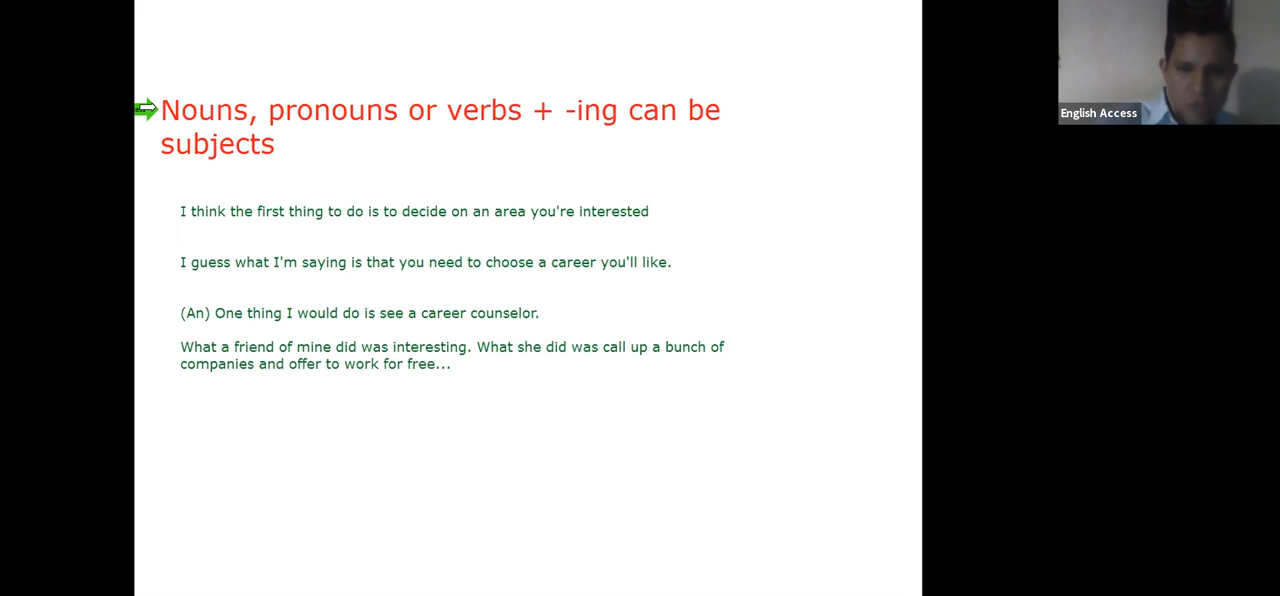 Nouns, pronouns or verbs + -ing can be
subjects
I think the first thing to do is to decide on an area you're interested
I guess what I'm saying is that you need to choose a career you'll like.
(An) One thing I would do is see a career counselor.
What a friend of mine did was interesting. What she did was call up a bunch of
companies and offer to work for free...
English Access